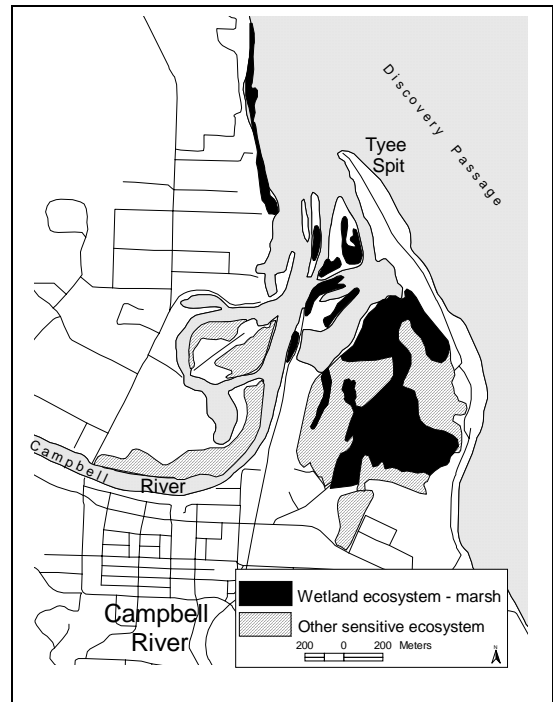 Discovery Passage
Tyee
Spit
Campbell
River
Campbell
River
Wetland ecosystem - marsh
Other sensitive ecosystem
200 0 200 Meters
N